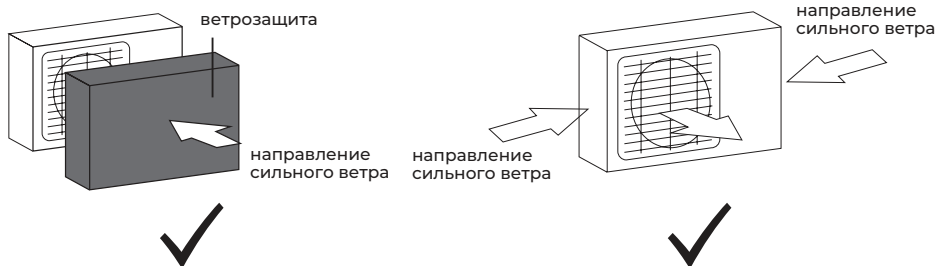 ветрозащита
направление
сильного ветра
направление
сильного ветра
направление
сильного ветра